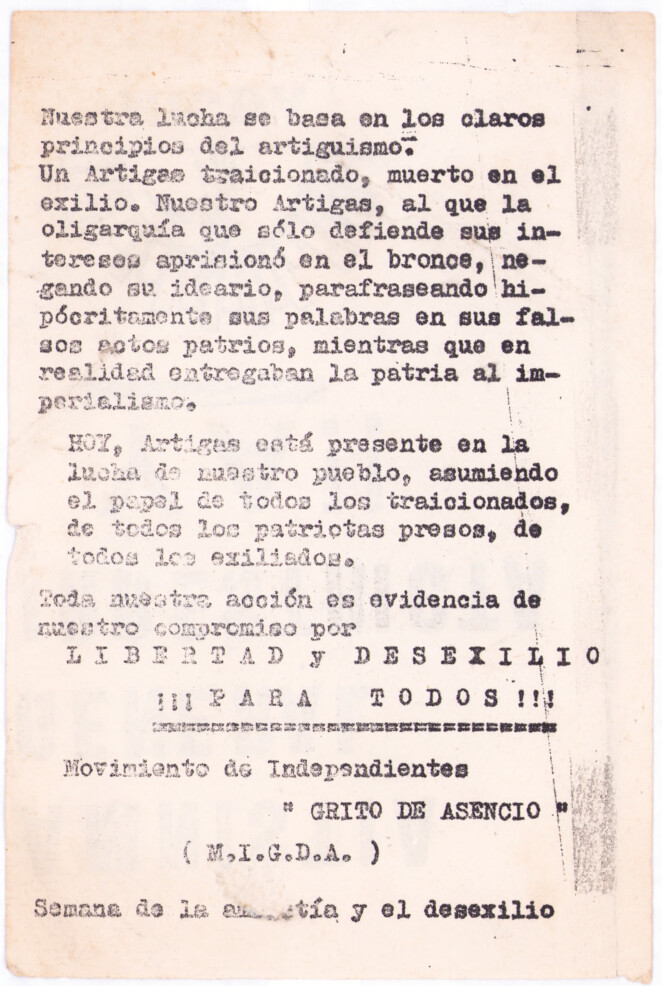 Nuestra lucha se basa en los claros
principios del artiguismo.
Un Artigas traicionado, muerto en el
exilio. Nuestro Artigas, al que la
oligarquía que sólo defiende sus in-
tereses aprisionó en el bronce, ne-
gando su ideario, parafraseando hi-
pócritamente sus palabras en sus fal-
sos actos patrios, mientras que en
realidad entregaban la patria al im-
perialismo.
HOY, Artigas está presente en la
lucha de nuestro pueblo, asumiendo
el papel de todos los traicionados,
de todos los patriotas presos, de
todos los exiliados.
Toda nuestra acción es evidencia de
nuestro compromiso por
L I B E R T A D y D E S E X I L I O
¡¡¡ P A R A T O D O S !!!
Movimiento de Independientes
" GRITO DE ASENCIO "
( M.I.G.D.A. )
Semana de la y el desexilio